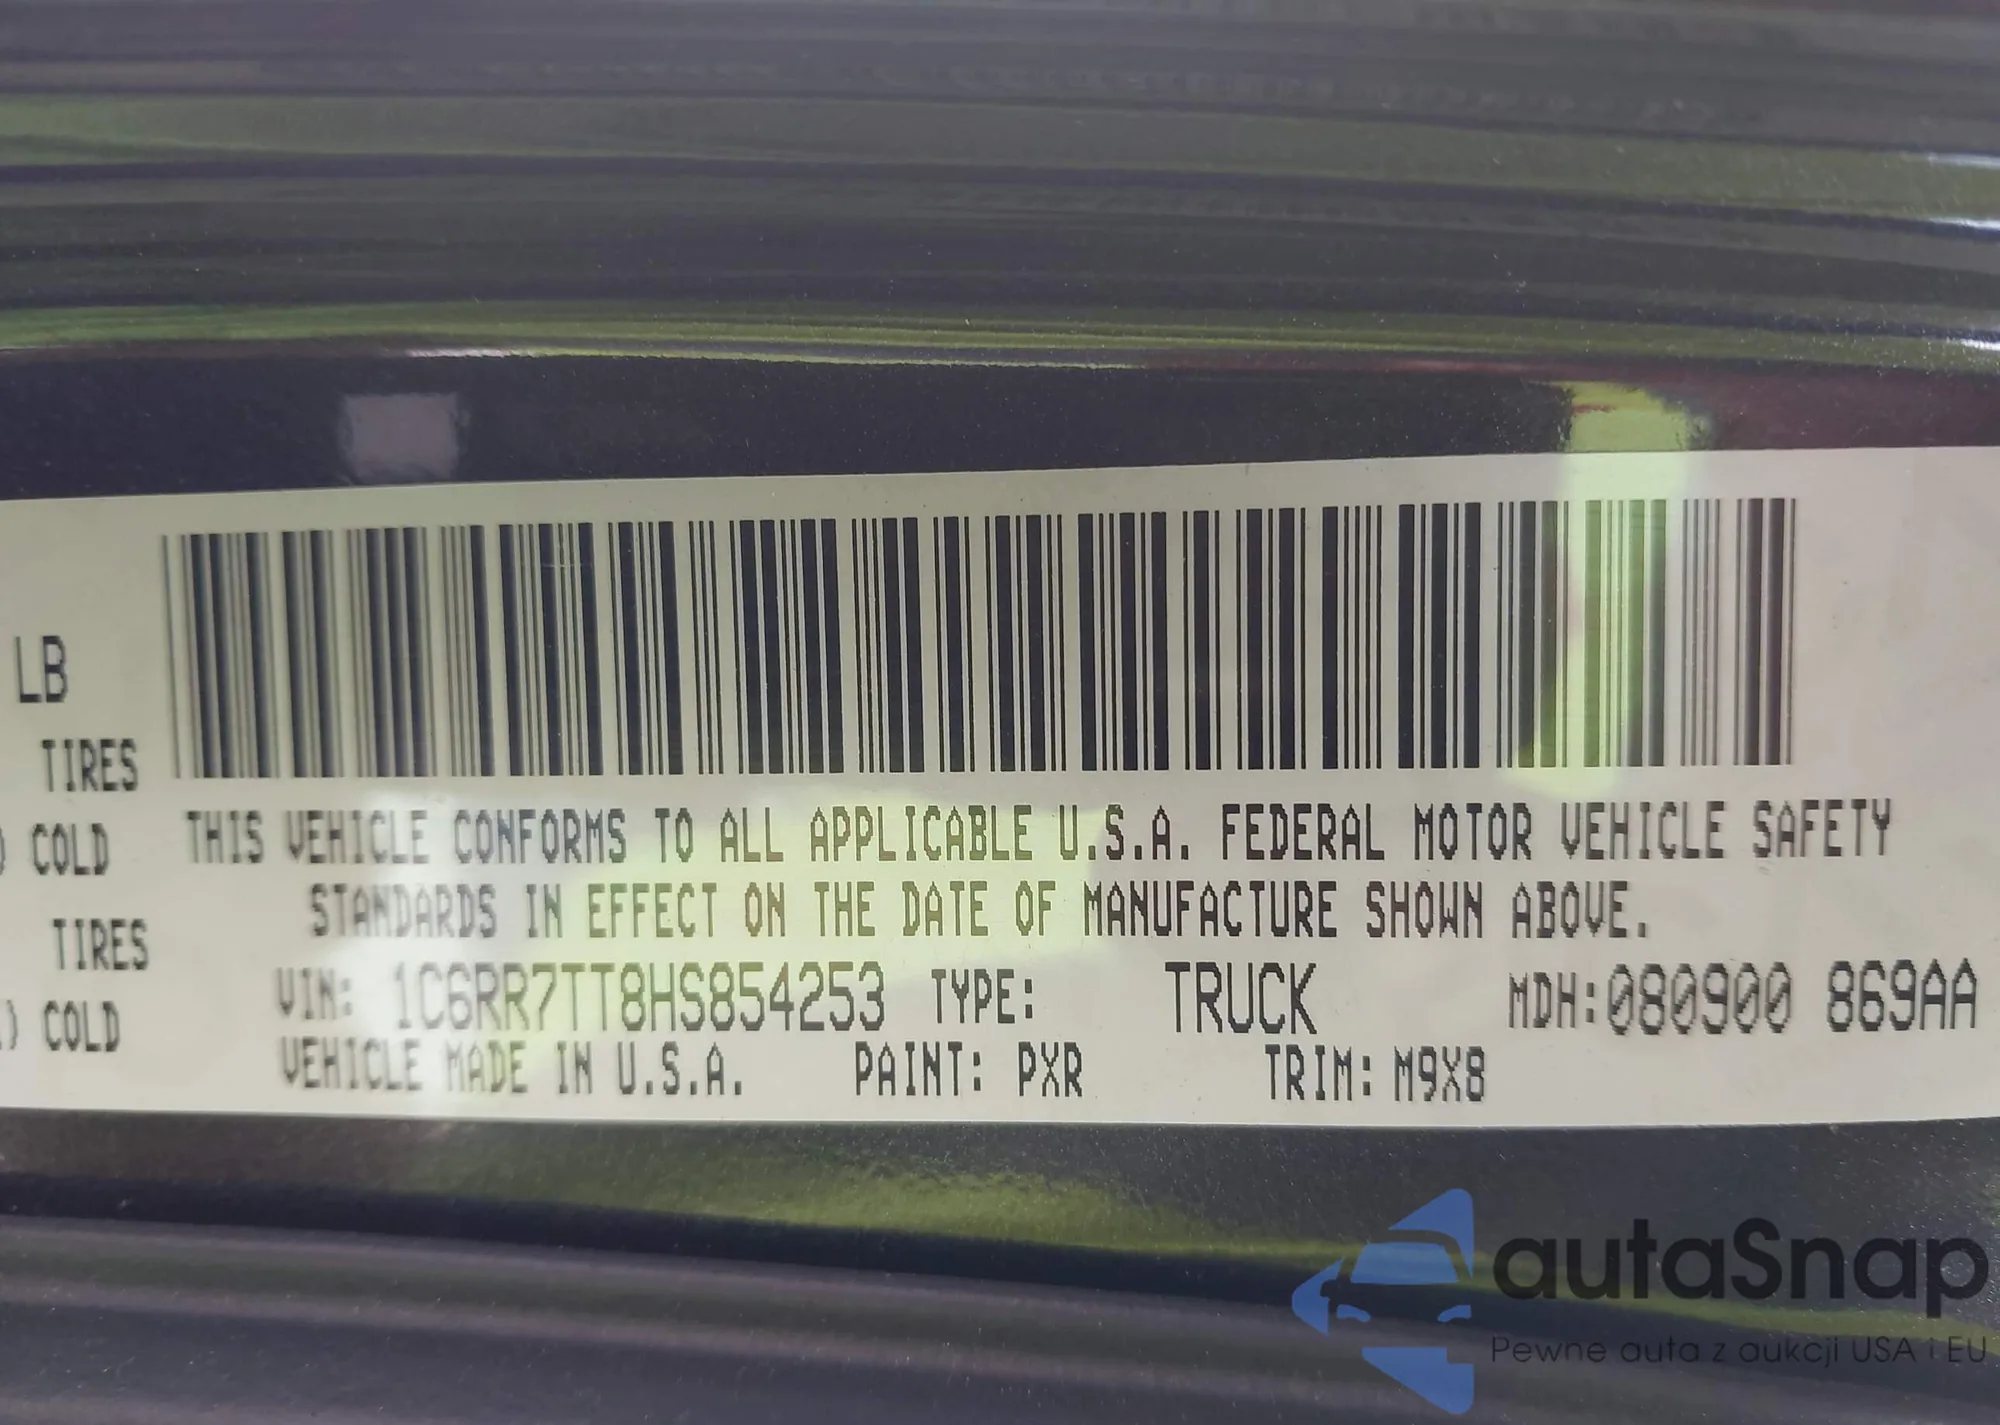 LB
TIRES
COLD
TIRES
) COLD
THIS VEHICLE CONFORMS TO ALL APPLICABLE U.S.A. FEDERAL MOTOR VEHICLE SAFETY
STANDARDS IN EFFECT ON THE DATE OF MANUFACTURE SHOWN ABOVE.
VIN: 1C6RR7TT8HS854253 TYPE: TRUCK MDH:080900 869AA
VEHICLE MADE IN U.S.A. PAINT: PXR TRIM: M9X8
autaSnap
Pewne auta z aukcji USA i EU